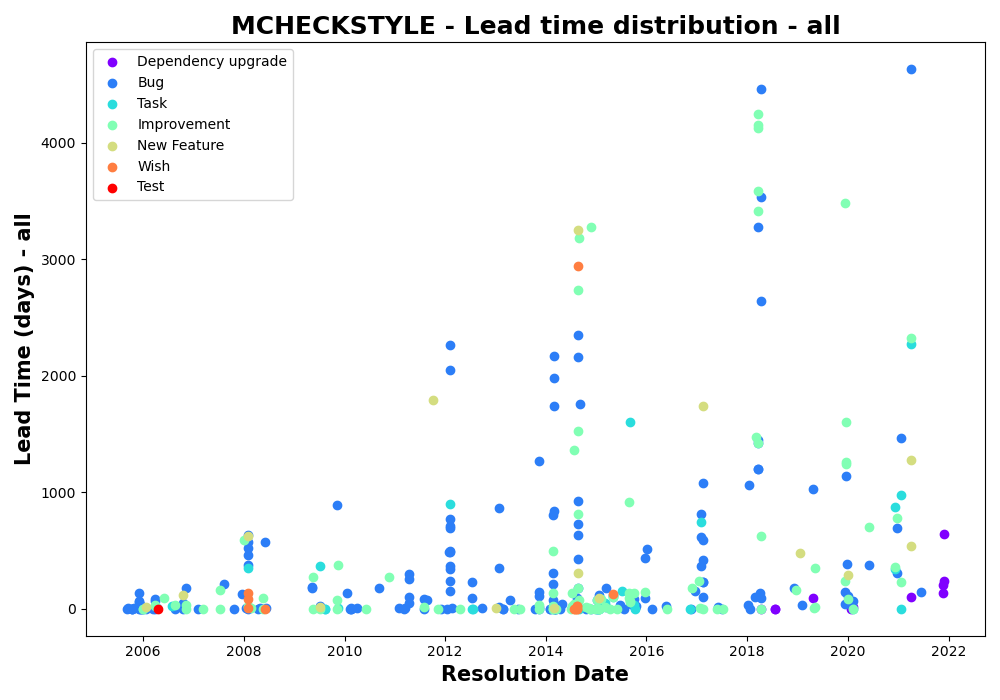 MCHECKSTYLE - Lead time distribution - all
Dependency upgrade
Bug
Task
Improvement
New Feature
Wish
Test
Lead Time (days) - all
4000
3000
2000
1000
0
2006 2008 2010 2012 2014 2016 2018 2020 2022
Resolution Date